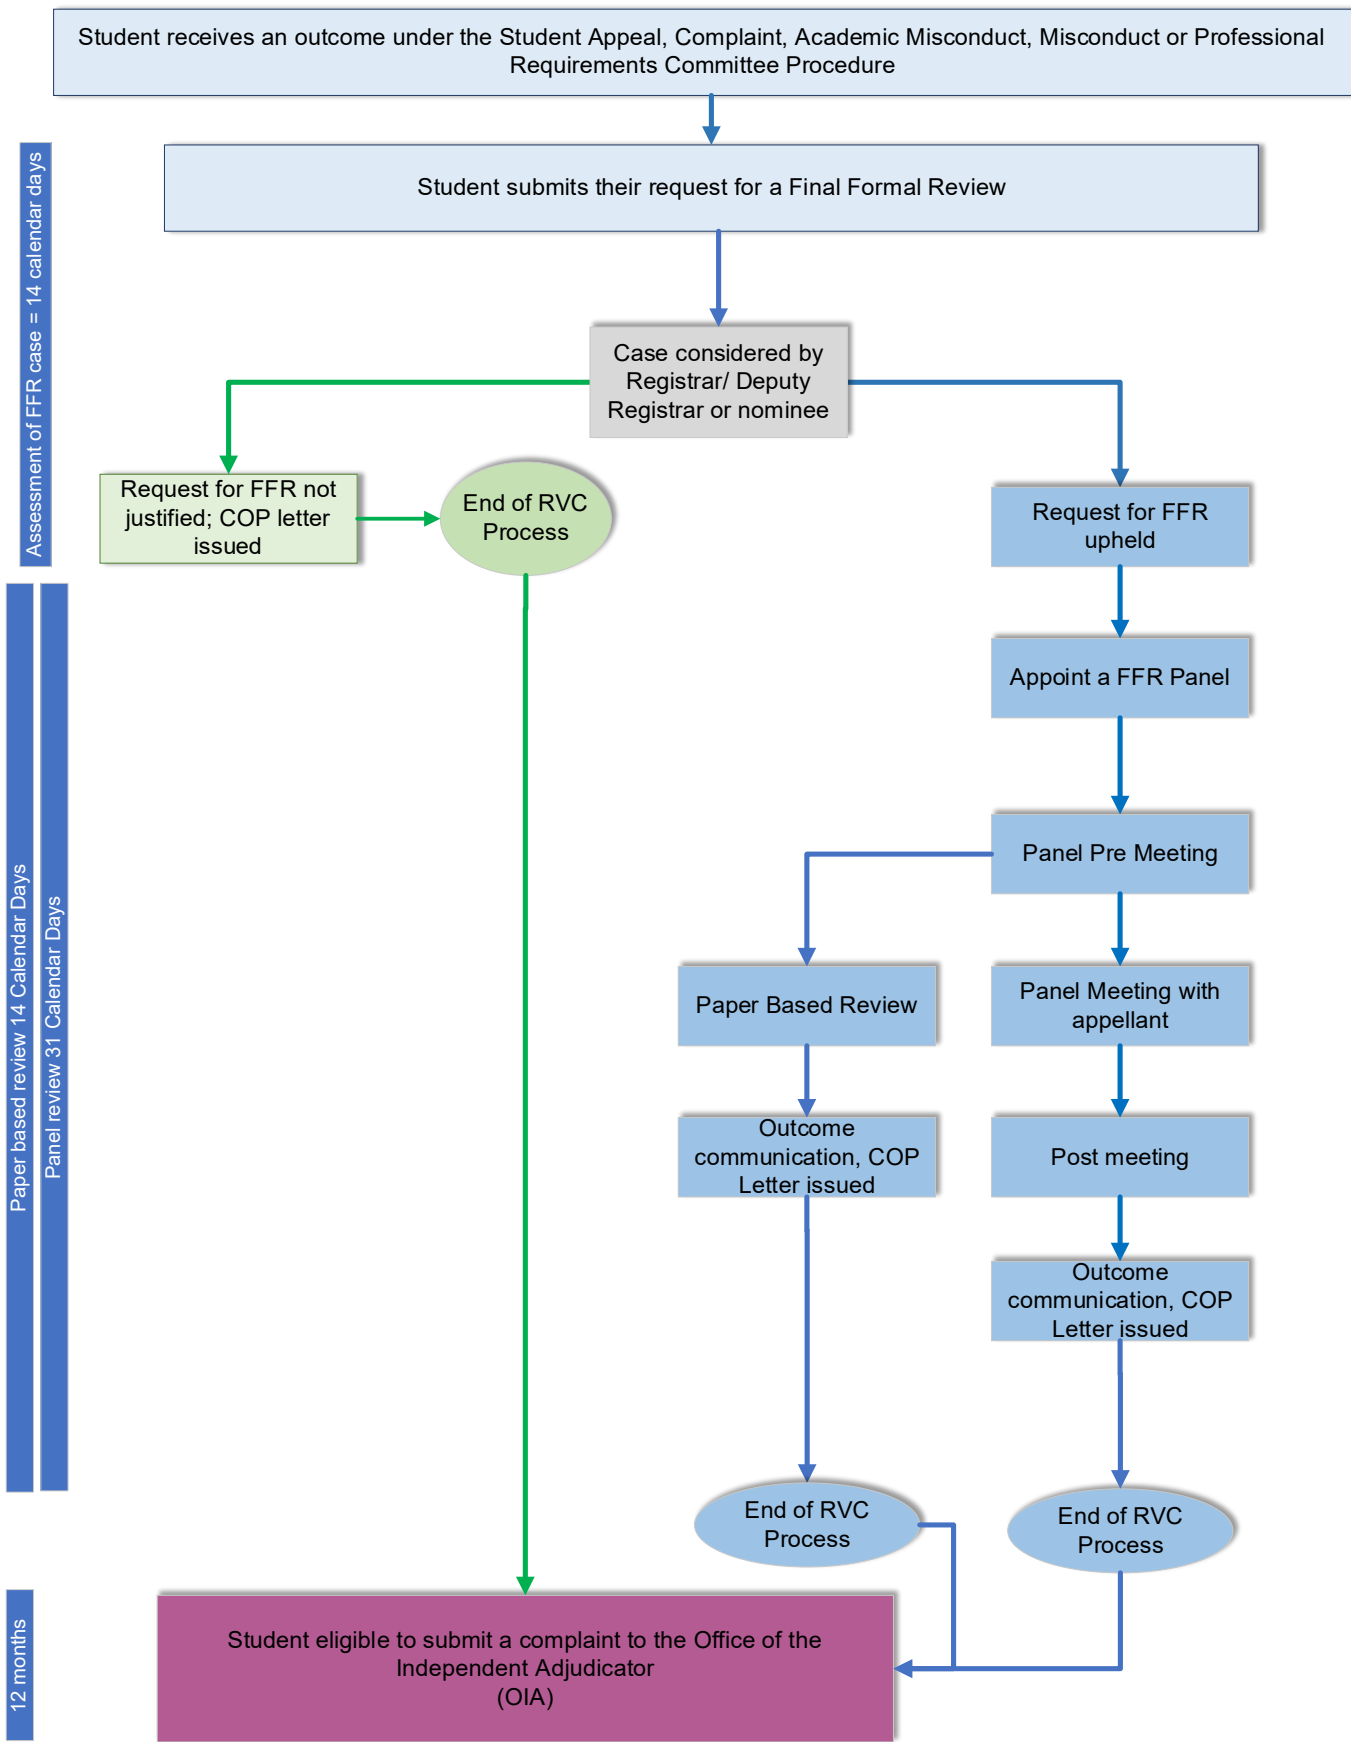 Student receives an outcome under the Student Appeal, Complaint, Academic Misconduct, Misconduct or Professional
Requirements Committee Procedure
Assessment of FFR case = 14 calendar days
Student submits their request for a Final Formal Review
Case considered by
Registrar/ Deputy
Registrar or nominee
Request for FFR not
justified; COP letter
issued
End of RVC
Process
Request for FFR
upheld
Paper based review 14 Calendar Days
Panel review 31 Calendar Days
Appoint a FFR Panel
Panel Pre Meeting
Paper Based Review
Panel Meeting with
appellant
Outcome
communication, COP
Letter issued
Post meeting
Outcome
communication, COP
Letter issued
End of RVC
Process
End of RVC
Process
12 months
Student eligible to submit a complaint to the Office of the
Independent Adjudicator
(OIA)